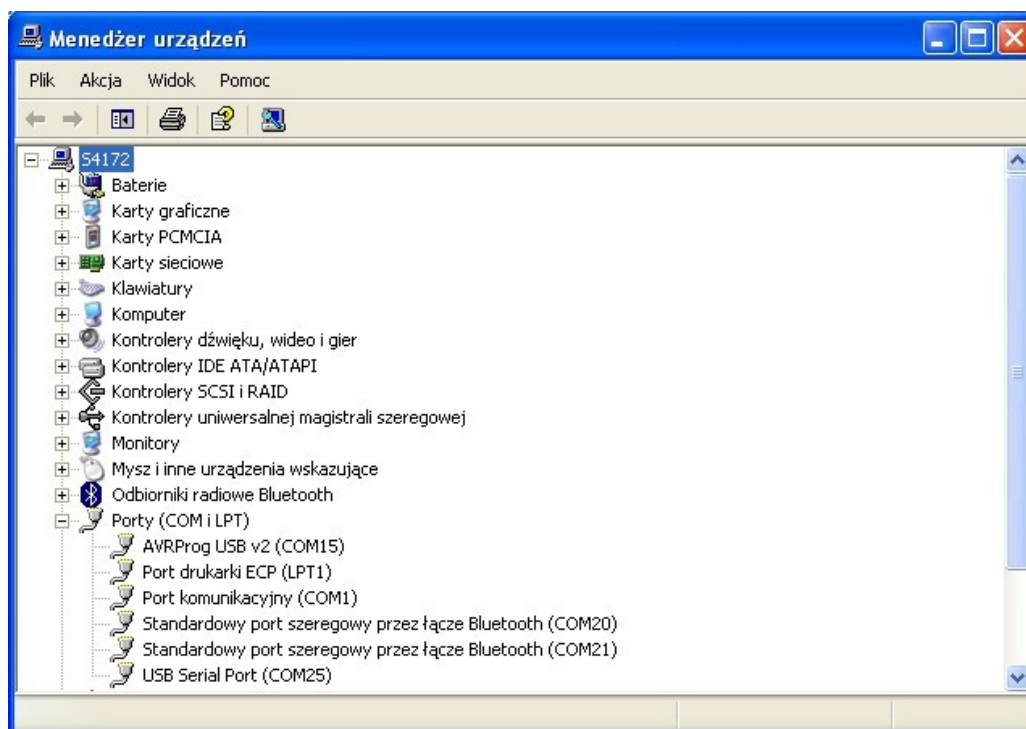 Menedżer urządzeń
Plik Akcja Widok Pomoc
S4172
Baterie
Karty graficzne
Karty PCMCIA
Karty sieciowe
Klawiatury
Komputer
Kontrolery dźwięku, wideo i gier
Kontrolery IDE ATA/ATAPI
Kontrolery SCSI i RAID
Kontrolery uniwersalnej magistrali szeregowej
Monitory
Mysz i inne urządzenia wskazujące
Odbiorniki radiowe Bluetooth
Porty (COM i LPT)
AVRProg USB v2 (COM15)
Port drukarki ECP (LPT1)
Port komunikacyjny (COM1)
Standardowy port szeregowy przez łącze Bluetooth (COM20)
Standardowy port szeregowy przez łącze Bluetooth (COM21)
USB Serial Port (COM25)